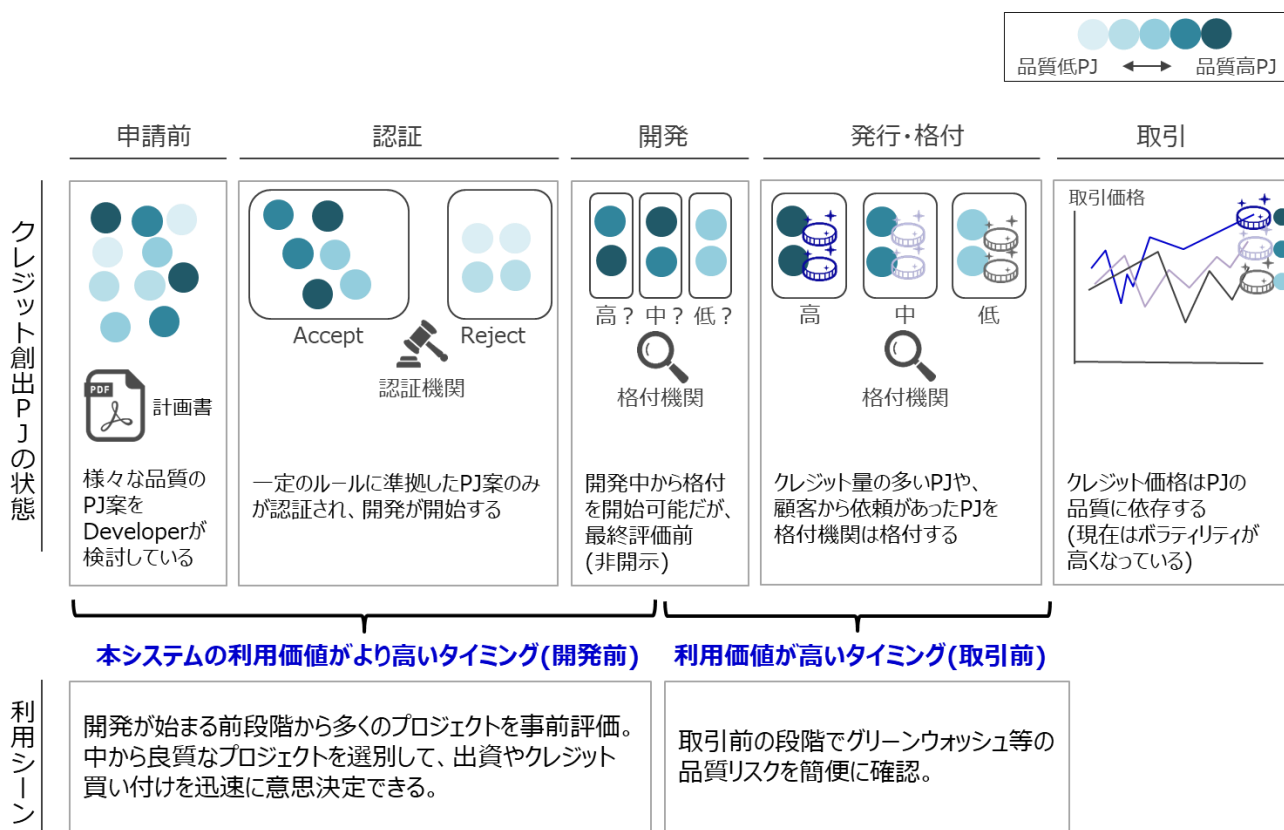 品質低PJ
品質高PJ
申請前
認証
開発
発行・格付
取引
クレジット創出PJの状態
PDF
計画書
様々な品質の
PJ案を
Developerが
検討している
Accept
Reject
認証機関
一定のルールに準拠したPJ案のみ
が認証され、開発が開始する
高？
中？
低？
格付機関
開発中から格付
を開始可能だが、
最終評価前
(非開示)
高
中
低
格付機関
クレジット量の多いPJや、
顧客から依頼があったPJを
格付機関は格付する
取引価格
クレジット価格はPJの
品質に依存する
(現在はボラティリティが
高くなっている)
本システムの利用価値がより高いタイミング(開発前)
利用価値が高いタイミング(取引前)
利用シーン
開発が始まる前段階から多くのプロジェクトを事前評価。
中から良質なプロジェクトを選別して、出資やクレジット
買い付けを迅速に意思決定できる。
取引前の段階でグリーンウォッシュ等の
品質リスクを簡便に確認。